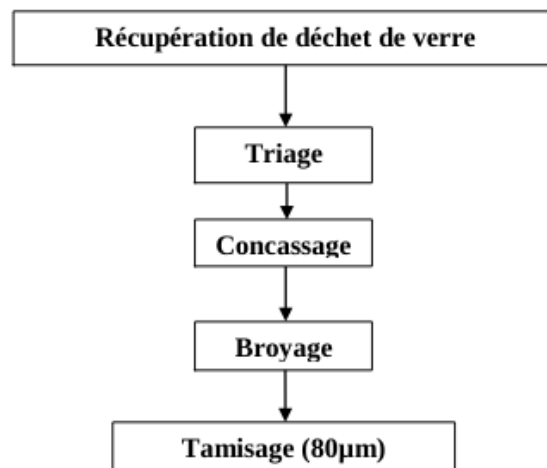 Récupération de déchet de verre
Triage
Concassage
Broyage
Tamisage (80µm)